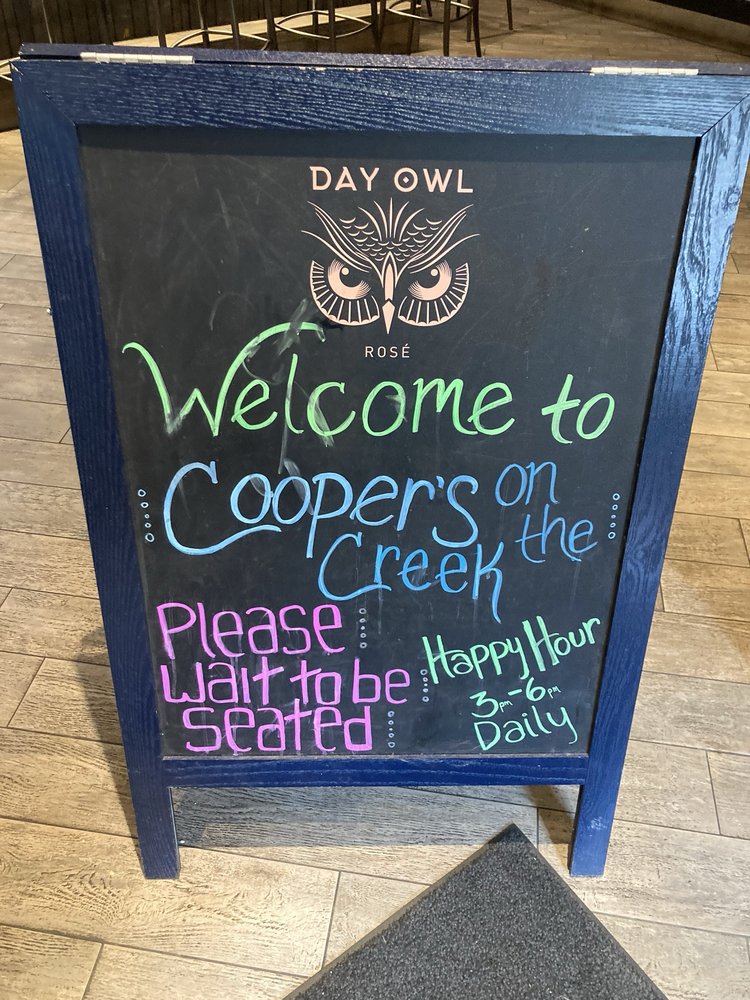 DAY OWL
ROSÉ
Welcome to
Cooper's on
the
Creek
Please
wait to be
seated
Happy Hour
3pm-6pm
Daily